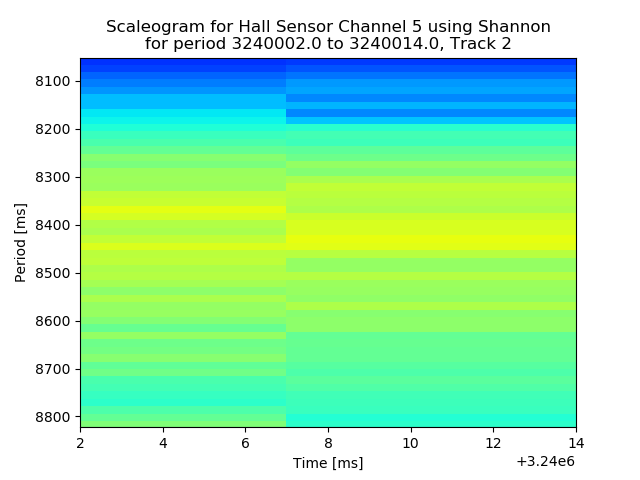 Scaleogram for Hall Sensor Channel 5 using Shannon
for period 3240002.0 to 3240014.0, Track 2
Period [ms]
8100
8200
8300
8400
8500
8600
8700
8800
2 4 6 8 10 12 14
Time [ms]
+3.24e6